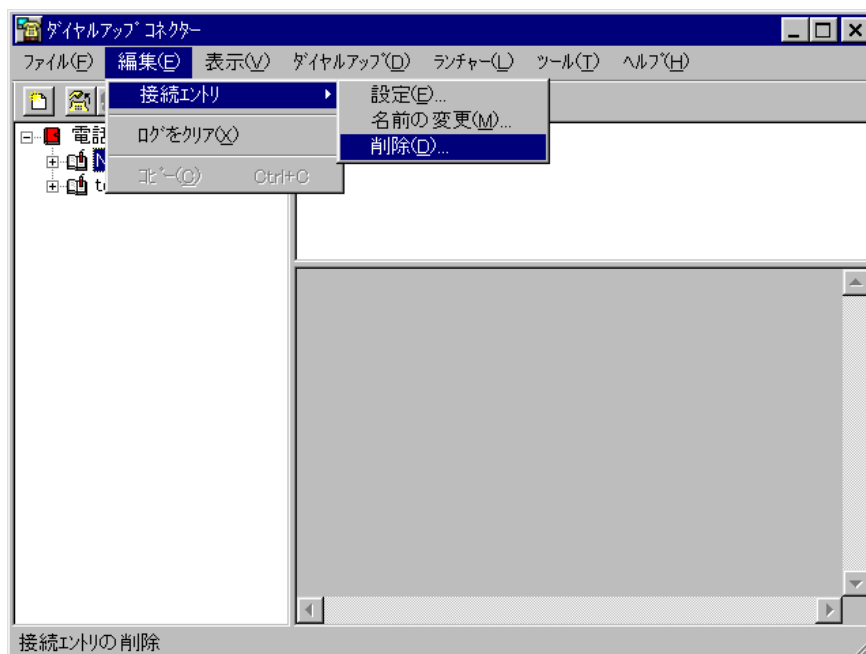 ﾀﾞｲﾔﾙｱｯﾌﾟ ｺﾈｸﾀｰ
ﾌｧｲﾙ(F) 編集(E) 表示(V) ﾀﾞｲﾔﾙｱｯﾌﾟ(D) ﾗﾝﾁｬｰ(L) ﾂｰﾙ(T) ﾍﾙﾌﾟ(H)
接続ｴﾝﾄﾘ
設定(E)...
名前の変更(M)...
削除(D)...
ﾛｸﾞをｸﾘｱ(X)
ｺﾋﾟｰ(C) Ctrl+C
電話
N
接続ｴﾝﾄﾘの削除